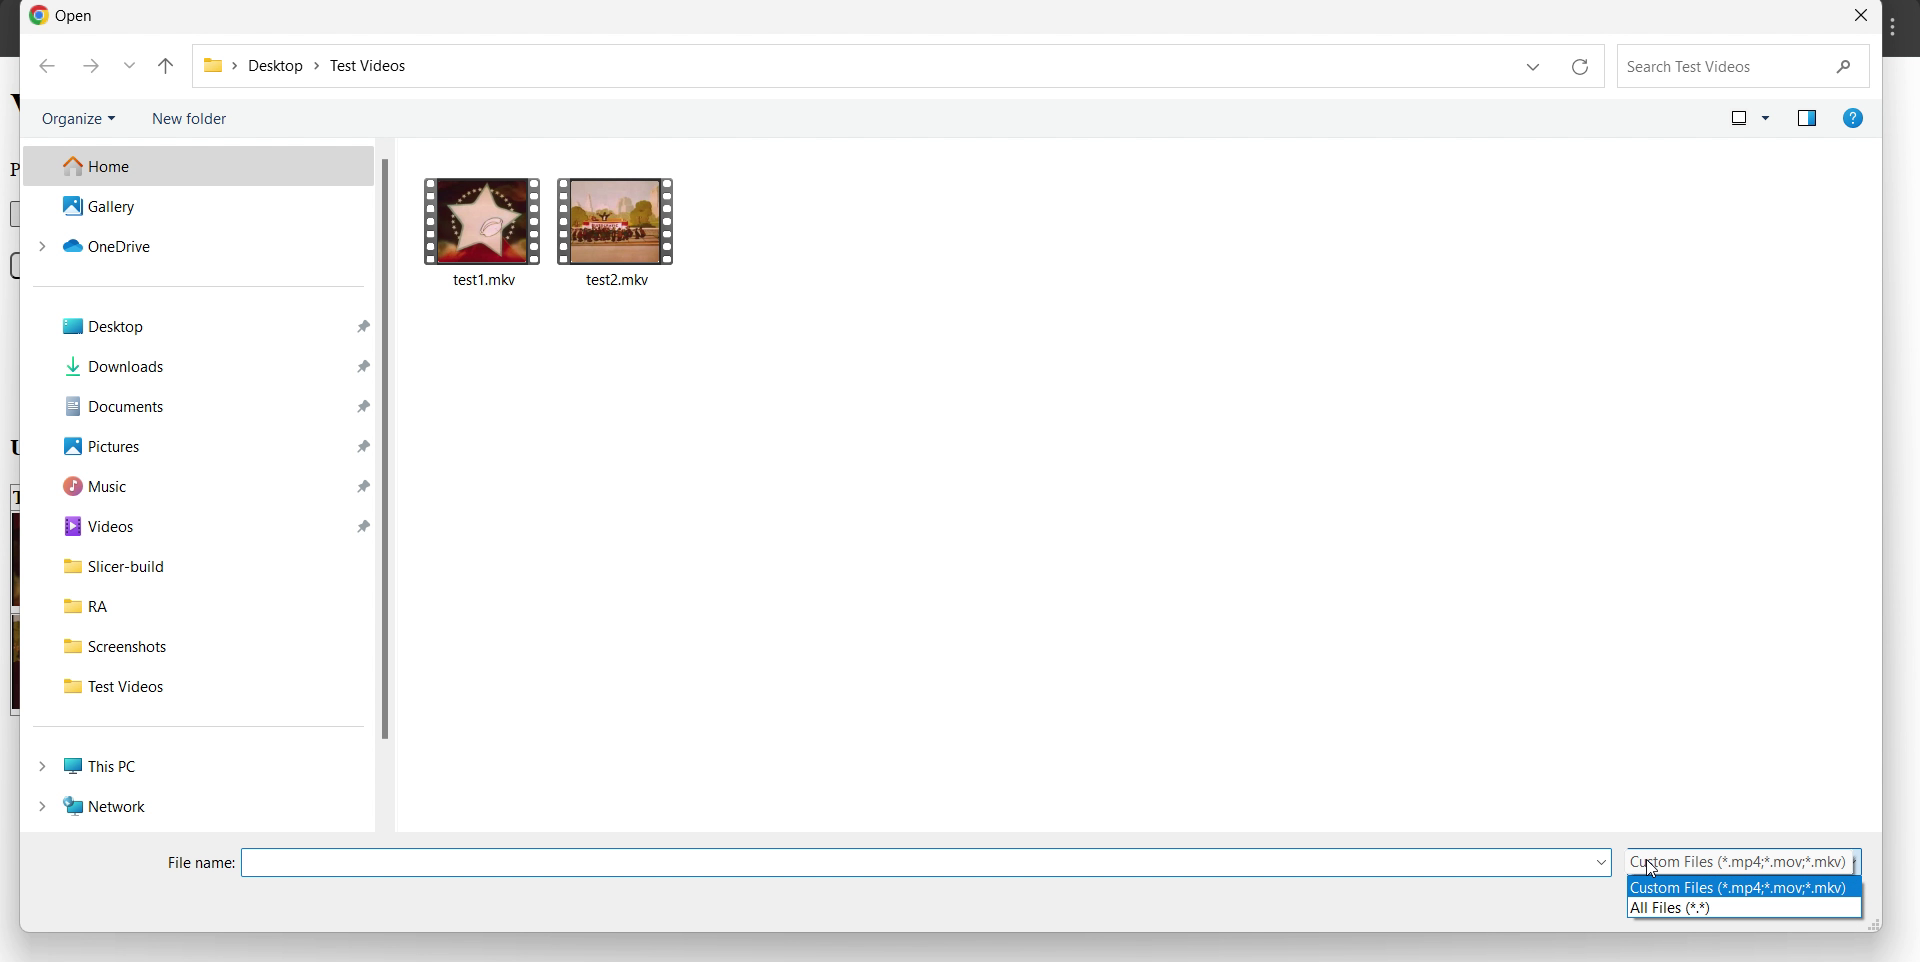 Open
Desktop > Test Videos
Search Test Videos
Organize
New folder
Home
Gallery
OneDrive
Desktop
Downloads
Documents
Pictures
Music
Videos
Slicer-build
RA
Screenshots
Test Videos
This PC
Network
test1.mkv
test2.mkv
File name:
Custom Files (*.mp4;*.mov;*.mkv)
Custom Files (*.mp4;*.mov;*.mkv)
All Files (*.*)